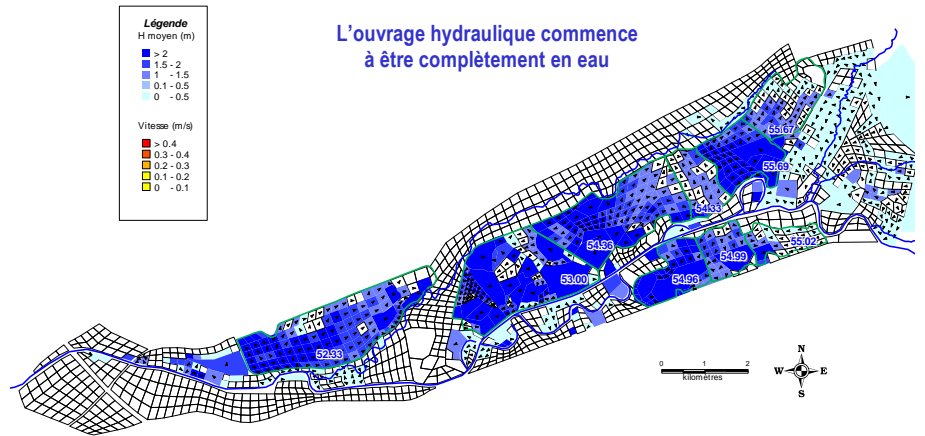 L'ouvrage hydraulique commence
à être complètement en eau
Légende
H moyen (m)
> 2
1.5 - 2
1 - 1.5
0.1 - 0.5
0 - 0.5
Vitesse (m/s)
> 0.4
0.3 - 0.4
0.2 - 0.3
0.1 - 0.2
0 - 0.1
55.67
55.69
54.33
54.36
55.02
54.99
53.00
54.96
52.33
0 1 2
kilomètres
N
W E
S